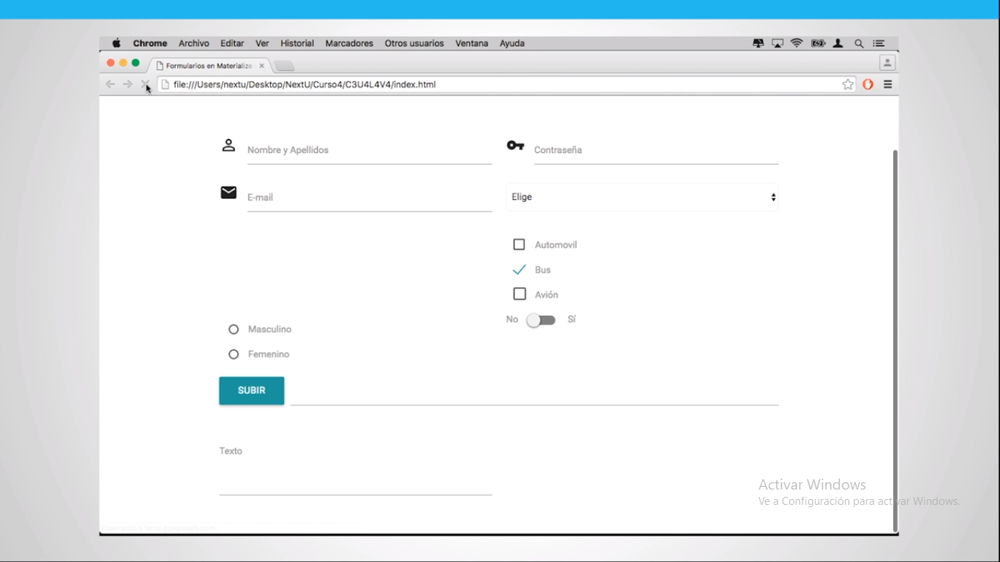 Chrome Archivo Editar Ver Historial Marcadores Otros usuarios Ventana Ayuda
Formularios en Materialize
file:///Users/nextu/Desktop/NextU/Curso4/C3U4L4V4/index.html
Nombre y Apellidos Contraseña
E-mail Elige
Automovil
Bus
Avión
No Sí
Masculino
Femenino
SUBIR
Texto
Activar Windows
Ve a Configuración para activar Windows.